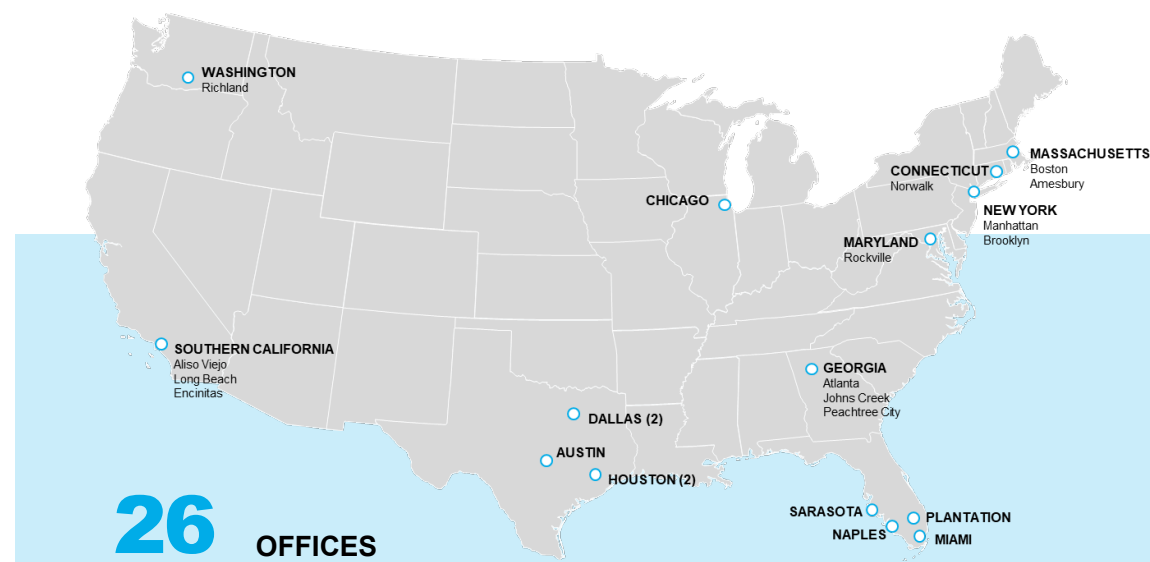 WASHINGTON
Richland
MASSACHUSETTS
Boston
Amesbury
CONNECTICUT
Norwalk
CHICAGO
NEW YORK
Manhattan
Brooklyn
MARYLAND
Rockville
SOUTHERN CALIFORNIA
Aliso Viejo
Long Beach
Encinitas
GEORGIA
Atlanta
Johns Creek
Peachtree City
DALLAS (2)
AUSTIN
HOUSTON (2)
SARASOTA
PLANTATION
NAPLES
MIAMI
26 OFFICES